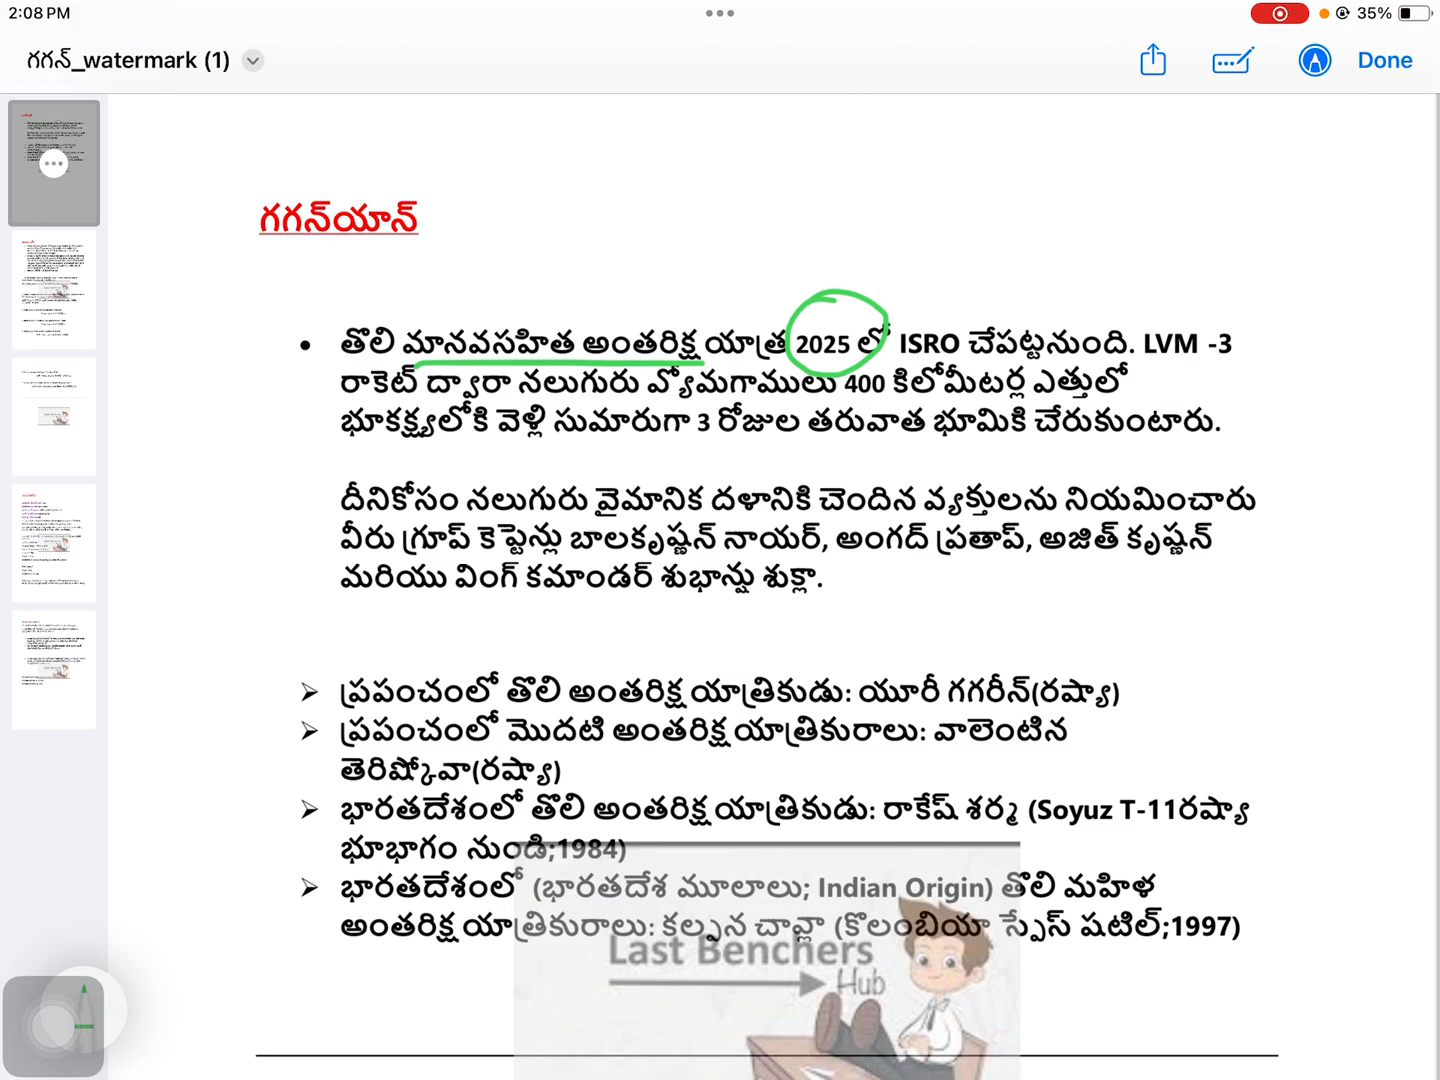 2:08 PM
35%
గగన్_watermark (1)
Done
గగన్‌యాన్
• తొలి మానవసహిత అంతరిక్ష యాత్ర 2025 లో ISRO చేపట్టనుంది. LVM -3
రాకెట్ ద్వారా నలుగురు వ్యోమగాములు 400 కిలోమీటర్ల ఎత్తులో
భూకక్ష్యలోకి వెళ్లి సుమారుగా 3 రోజుల తరువాత భూమికి చేరుకుంటారు.
దీనికోసం నలుగురు వైమానిక దళానికి చెందిన వ్యక్తులను నియమించారు
వీరు గ్రూప్ కెప్టెన్లు బాలకృష్ణన్ నాయర్, అంగద్ ప్రతాప్, అజిత్ కృష్ణన్
మరియు వింగ్ కమాండర్ శుభాన్షు శుక్లా.
➢ ప్రపంచంలో తొలి అంతరిక్ష యాత్రికుడు: యూరీ గగరీన్(రష్యా)
➢ ప్రపంచంలో మొదటి అంతరిక్ష యాత్రికురాలు: వాలెంటిన
తెరిష్కోవా(రష్యా)
➢ భారతదేశంలో తొలి అంతరిక్ష యాత్రికుడు: రాకేష్ శర్మ (Soyuz T-11రష్యా
భూభాగం నుండి;1984)
➢ భారతదేశంలో (భారతదేశ మూలాలు; Indian Origin) తొలి మహిళ
అంతరిక్ష యాత్రికురాలు: కల్పన చావ్లా (కొలంబియా స్పేస్ షటిల్;1997)
Last Benchers
Hub